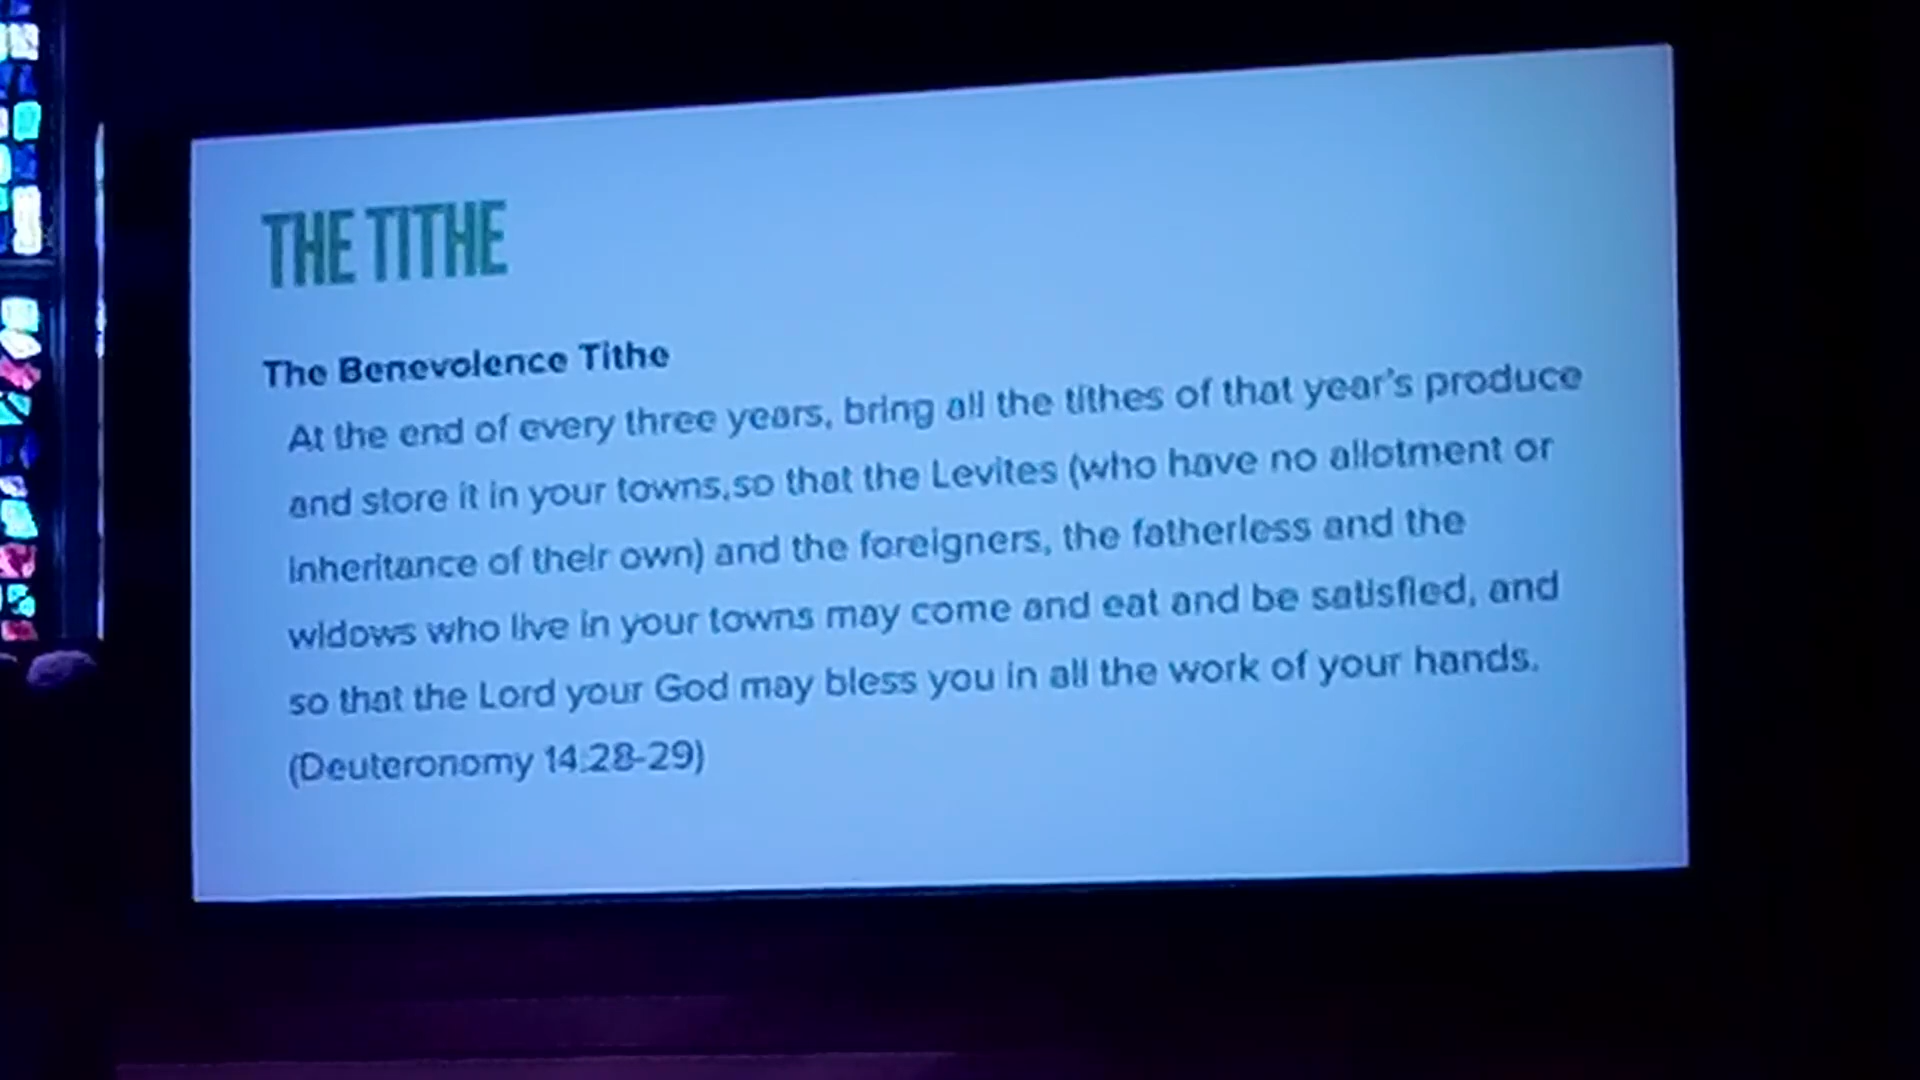 THE TITHE
The Benevolence Tithe
At the end of every three years, bring all the tithes of that year's produce
and store it in your towns,so that the Levites (who have no allotment or
inheritance of their own) and the foreigners, the fatherless and the
widows who live in your towns may come and eat and be satisfied, and
so that the Lord your God may bless you in all the work of your hands.
(Deuteronomy 14:28-29)